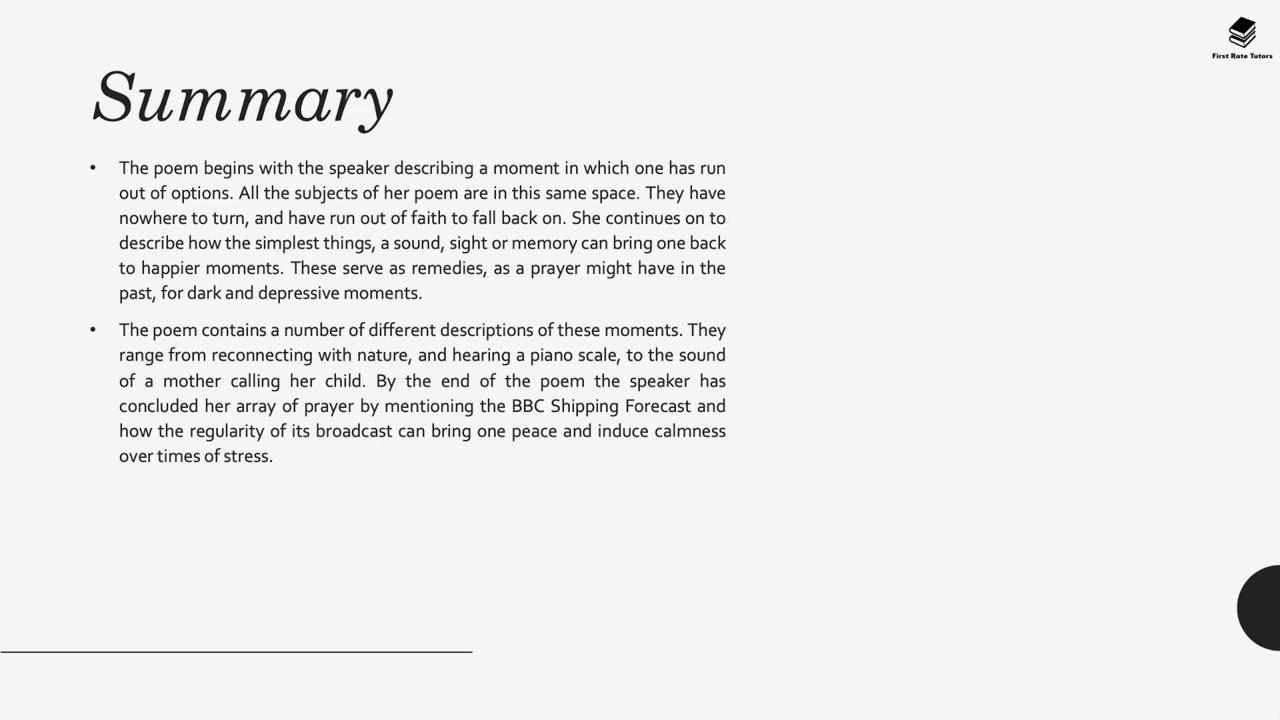 First Rate Tutors
Summary
• The poem begins with the speaker describing a moment in which one has run
out of options. All the subjects of her poem are in this same space. They have
nowhere to turn, and have run out of faith to fall back on. She continues on to
describe how the simplest things, a sound, sight or memory can bring one back
to happier moments. These serve as remedies, as a prayer might have in the
past, for dark and depressive moments.
• The poem contains a number of different descriptions of these moments. They
range from reconnecting with nature, and hearing a piano scale, to the sound
of a mother calling her child. By the end of the poem the speaker has
concluded her array of prayer by mentioning the BBC Shipping Forecast and
how the regularity of its broadcast can bring one peace and induce calmness
over times of stress.